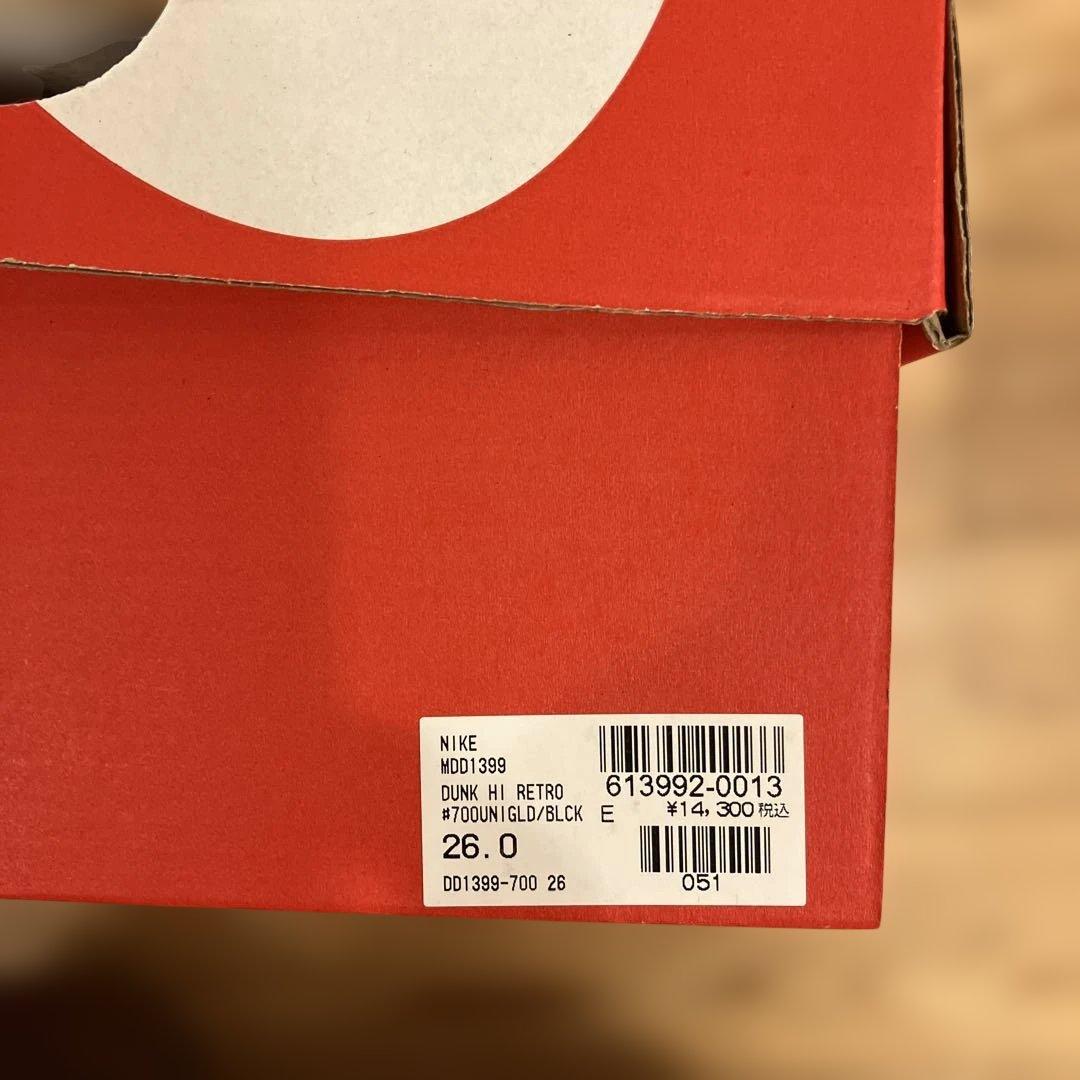 NIKE
MDD1399
DUNK HI RETRO
#700UNIGLD/BLCK
26.0
DD1399-700 26
613992-0013
E ¥14,300税込
051